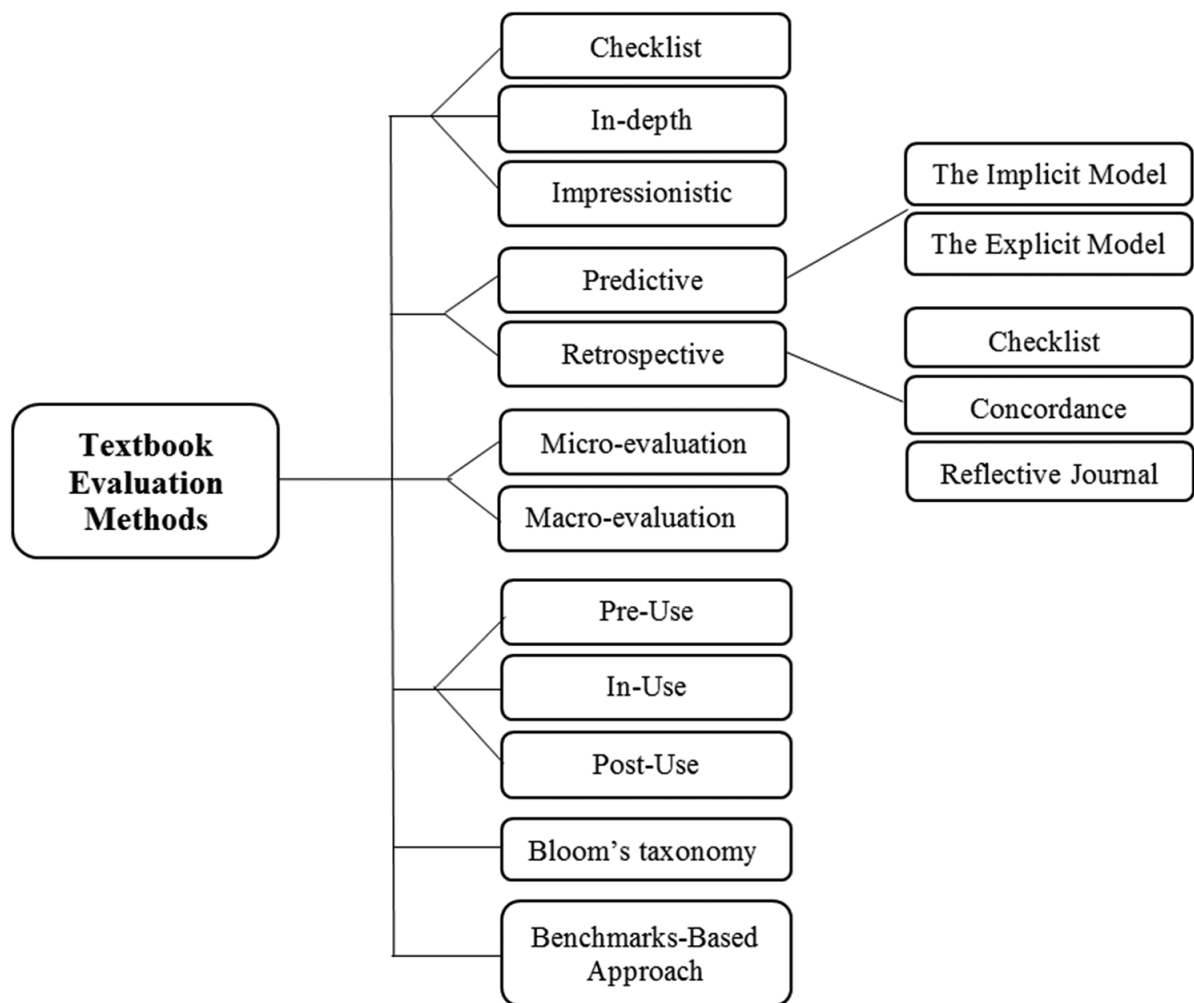 Textbook
Evaluation
Methods
Checklist
In-depth
Impressionistic
Predictive
Retrospective
Micro-evaluation
Macro-evaluation
Pre-Use
In-Use
Post-Use
Bloom’s taxonomy
Benchmarks-Based
Approach
The Implicit Model
The Explicit Model
Checklist
Concordance
Reflective Journal